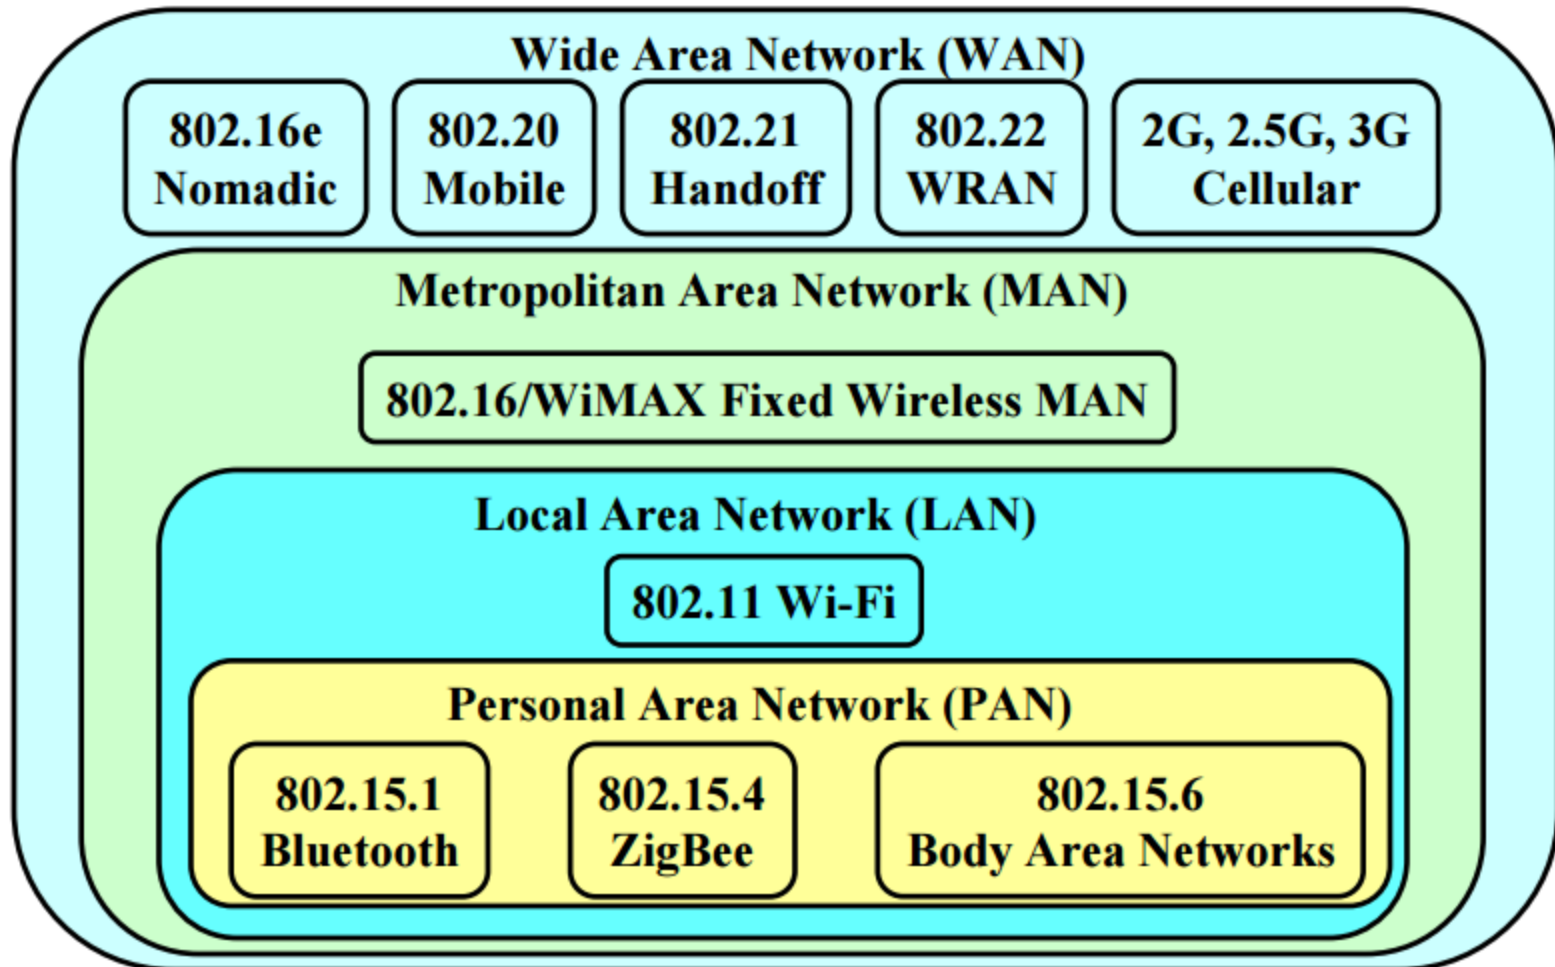 Wide Area Network (WAN)
802.16e
Nomadic
802.20
Mobile
802.21
Handoff
802.22
WRAN
2G, 2.5G, 3G
Cellular
Metropolitan Area Network (MAN)
802.16/WiMAX Fixed Wireless MAN
Local Area Network (LAN)
802.11 Wi-Fi
Personal Area Network (PAN)
802.15.1
Bluetooth
802.15.4
ZigBee
802.15.6
Body Area Networks